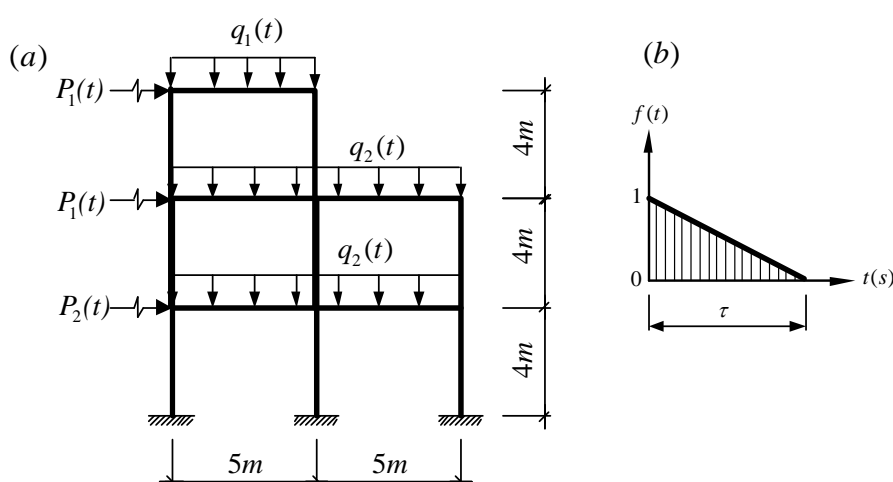 (a)
q₁(t)
P₁(t)
q₂(t)
P₁(t)
q₂(t)
P₂(t)
4m
4m
4m
5m
5m
(b)
f(t)
1
0
t(s)
τ